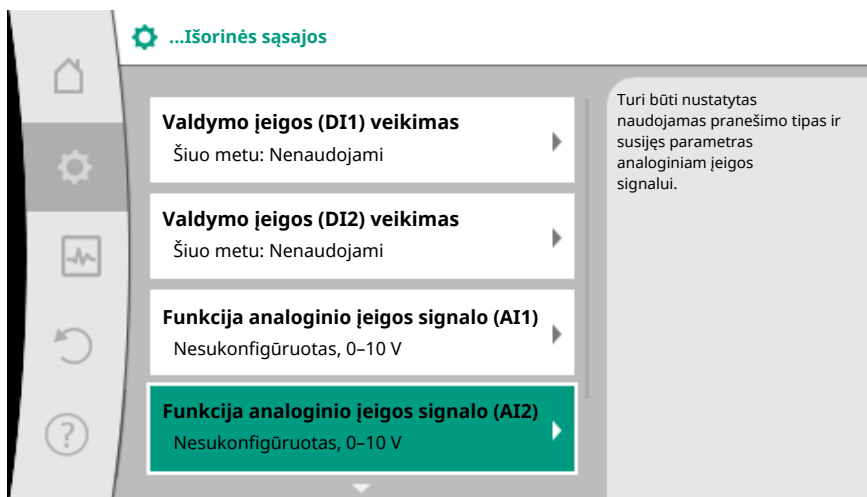 ...Išorinės sąsajos
Valdymo įeigos (DI1) veikimas
Šiuo metu: Nenaudojami
Valdymo įeigos (DI2) veikimas
Šiuo metu: Nenaudojami
Funkcija analoginio įeigos signalo (AI1)
Nesukonfigūruotas, 0–10 V
Funkcija analoginio įeigos signalo (AI2)
Nesukonfigūruotas, 0–10 V
Turi būti nustatytas
naudojamas pranešimo tipas ir
susijęs parametras
analoginiam įeigos
signalui.